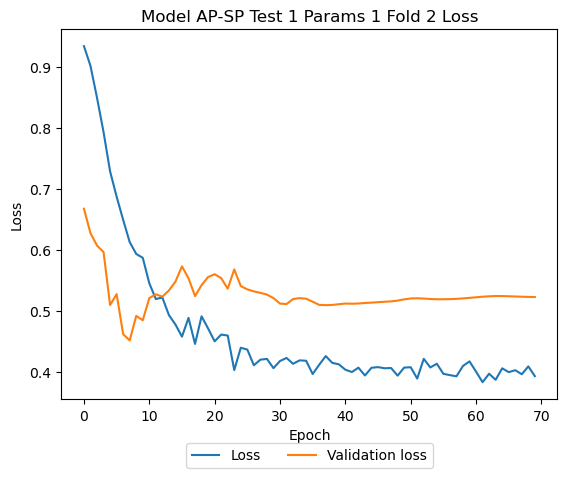 Model AP-SP Test 1 Params 1 Fold 2 Loss
0.9
0.8
0.7
0.6
0.5
0.4
Loss
0 10 20 30 40 50 60 70
Epoch
Loss Validation loss